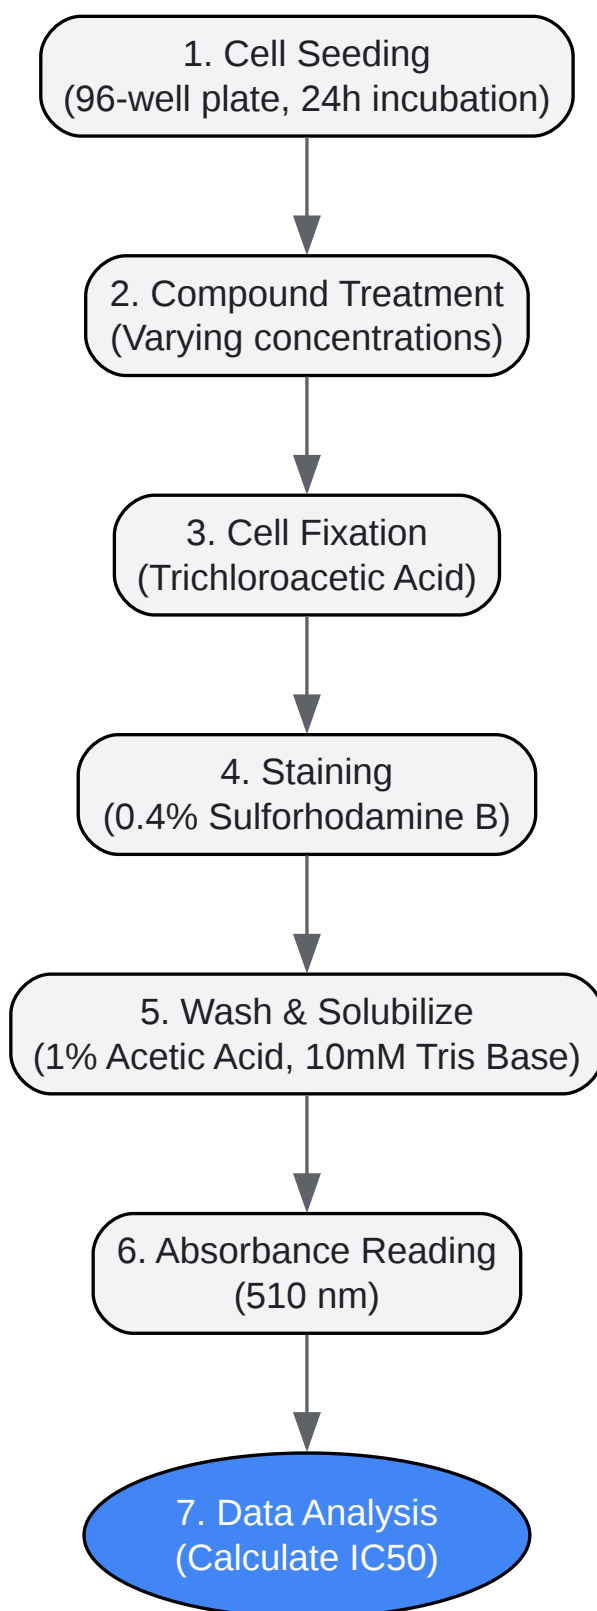 1. Cell Seeding
(96-well plate, 24h incubation)
2. Compound Treatment
(Varying concentrations)
3. Cell Fixation
(Trichloroacetic Acid)
4. Staining
(0.4% Sulforhodamine B)
5. Wash & Solubilize
(1% Acetic Acid, 10mM Tris Base)
6. Absorbance Reading
(510 nm)
7. Data Analysis
(Calculate IC50)